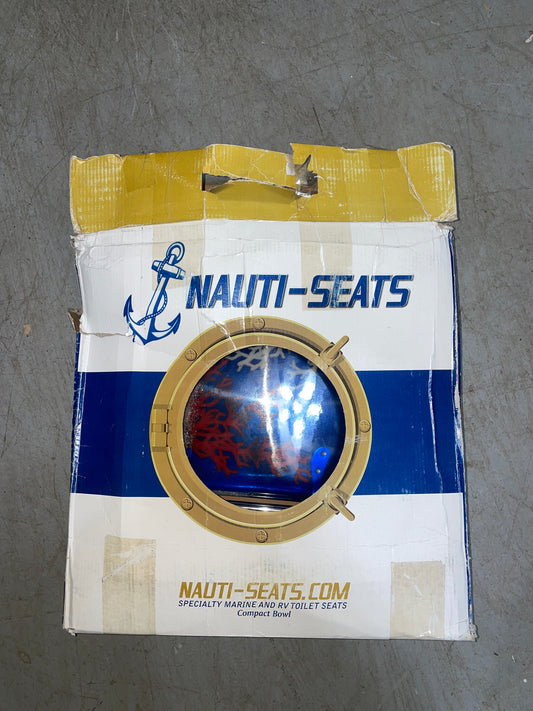 NAUTI-SEATS
NAUTI-SEATS.COM
SPECIALTY MARINE AND RV TOILET SEATS
Compact Bowl